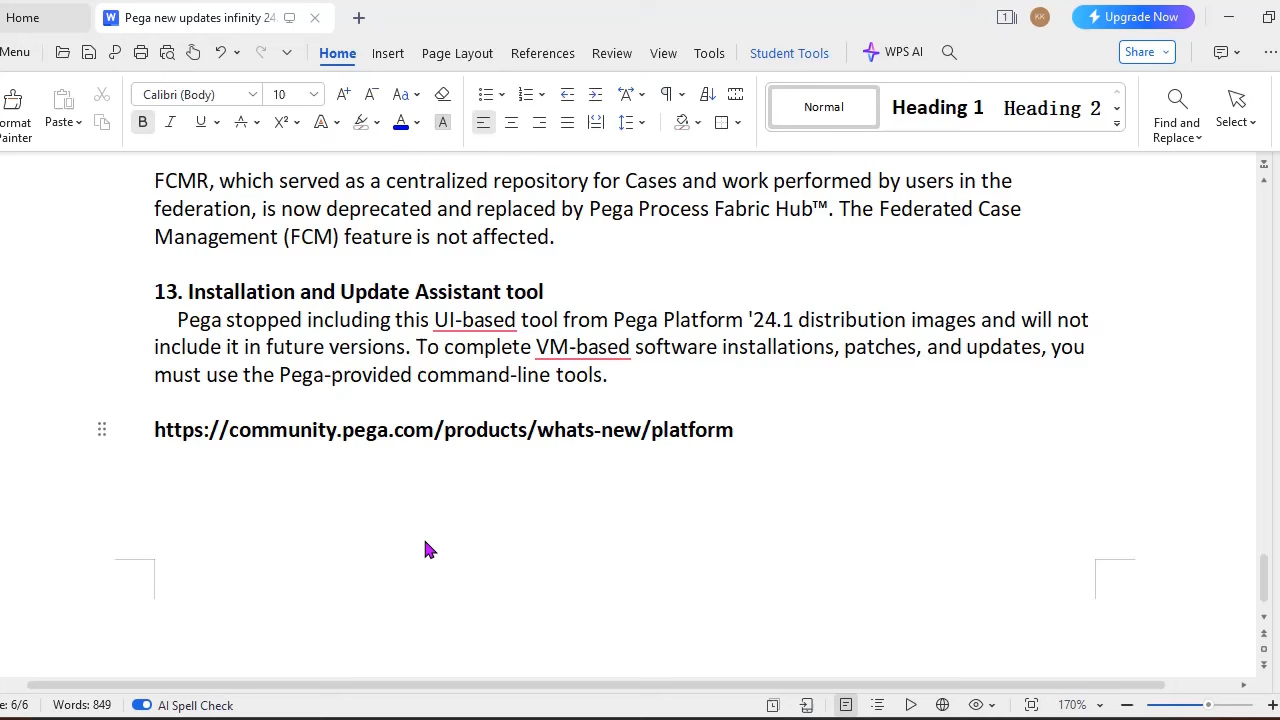 Home
Pega new updates infinity 24.
1
KK
Upgrade Now
Menu
Home
Insert
Page Layout
References
Review
View
Tools
Student Tools
WPS AI
Share
ormat
ainter
Paste
Calibri (Body)
10
Normal
Heading 1
Heading 2
Find and
Replace
Select
FCMR, which served as a centralized repository for Cases and work performed by users in the
federation, is now deprecated and replaced by Pega Process Fabric Hub™. The Federated Case
Management (FCM) feature is not affected.
13. Installation and Update Assistant tool
Pega stopped including this UI-based tool from Pega Platform '24.1 distribution images and will not
include it in future versions. To complete VM-based software installations, patches, and updates, you
must use the Pega-provided command-line tools.
https://community.pega.com/products/whats-new/platform
e: 6/6
Words: 849
AI Spell Check
170%